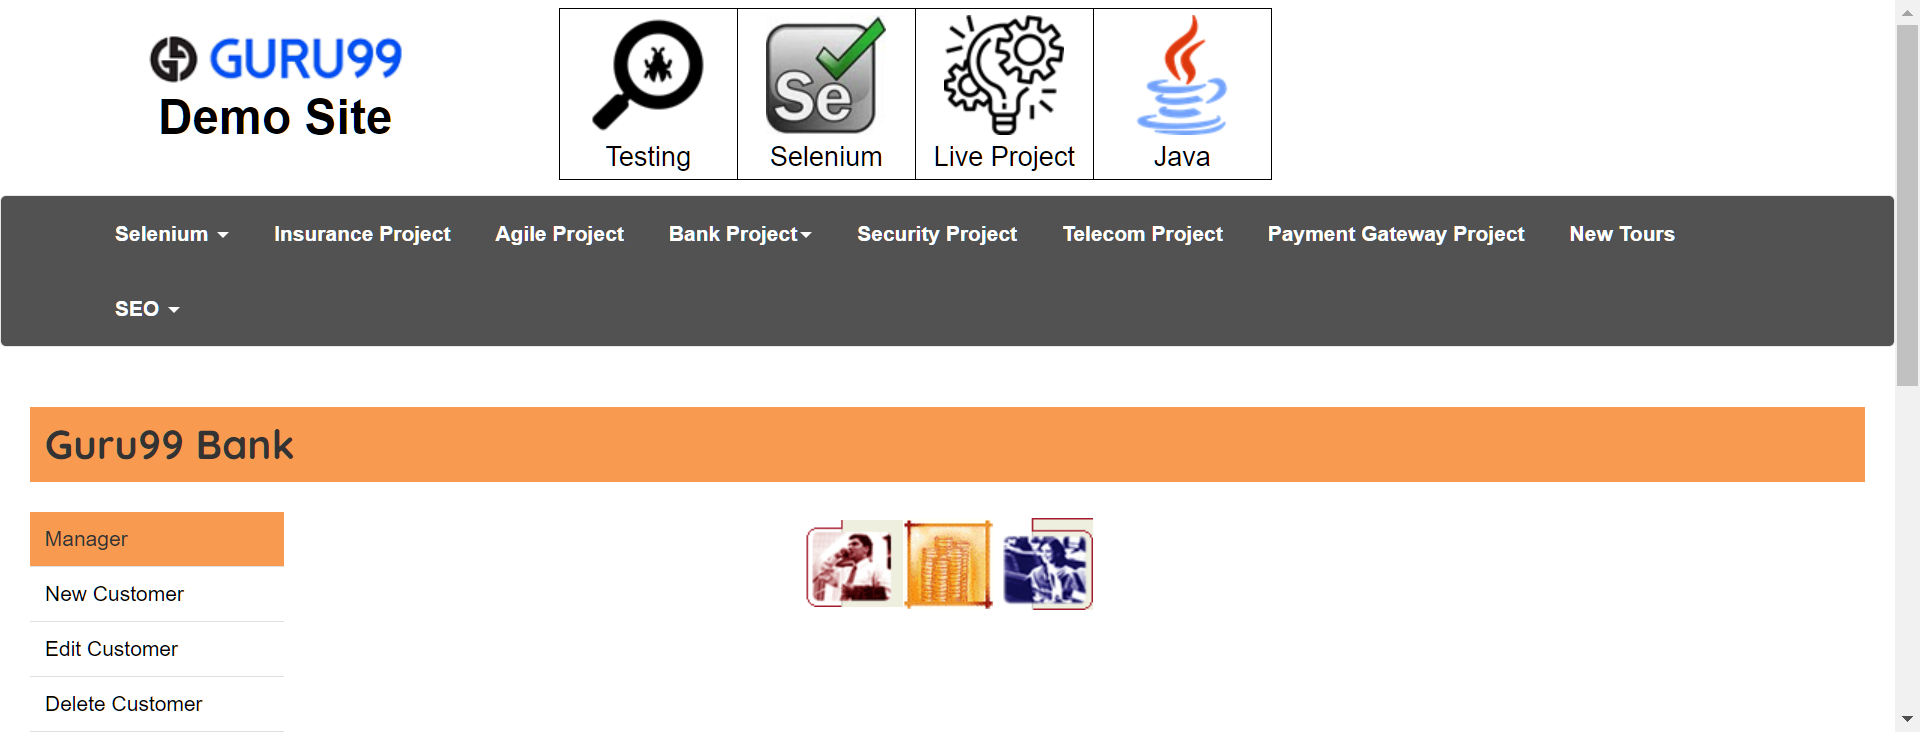 GURU99
Demo Site
Se
Testing Selenium Live Project Java
Selenium Insurance Project Agile Project Bank Project Security Project Telecom Project Payment Gateway Project New Tours
SEO
Guru99 Bank
Manager
New Customer
Edit Customer
Delete Customer